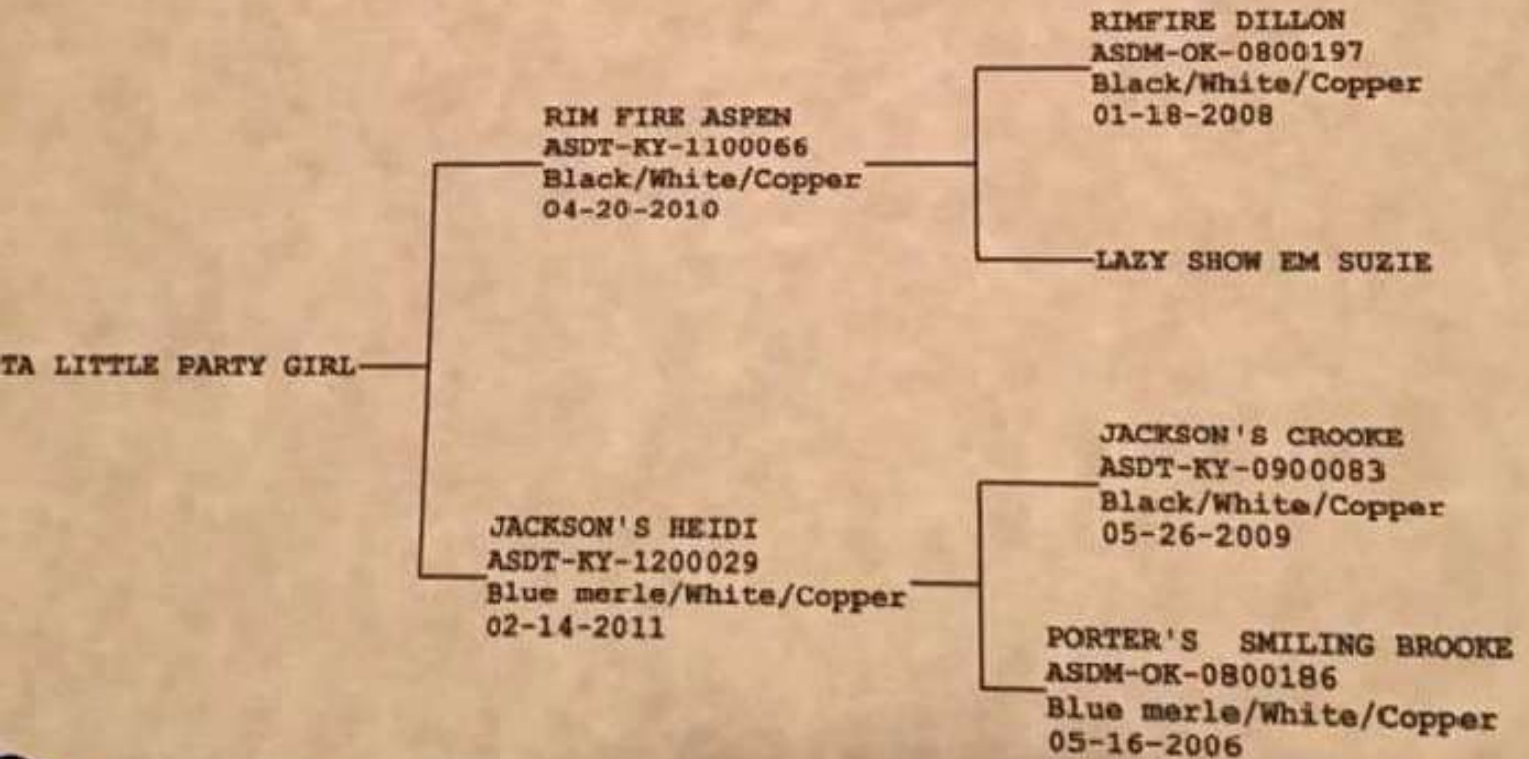 RIMFIRE DILLON
ASDM-OK-0800197
Black/White/Copper
01-18-2008
RIM FIRE ASPEN
ASDT-KY-1100066
Black/White/Copper
04-20-2010
LAZY SHOW EM SUZIE
TA LITTLE PARTY GIRL
JACKSON'S CROOKE
ASDT-KY-0900083
Black/White/Copper
05-26-2009
JACKSON'S HEIDI
ASDT-KY-1200029
Blue merle/White/Copper
02-14-2011
PORTER'S SMILING BROOKE
ASDM-OK-0800186
Blue merle/White/Copper
05-16-2006